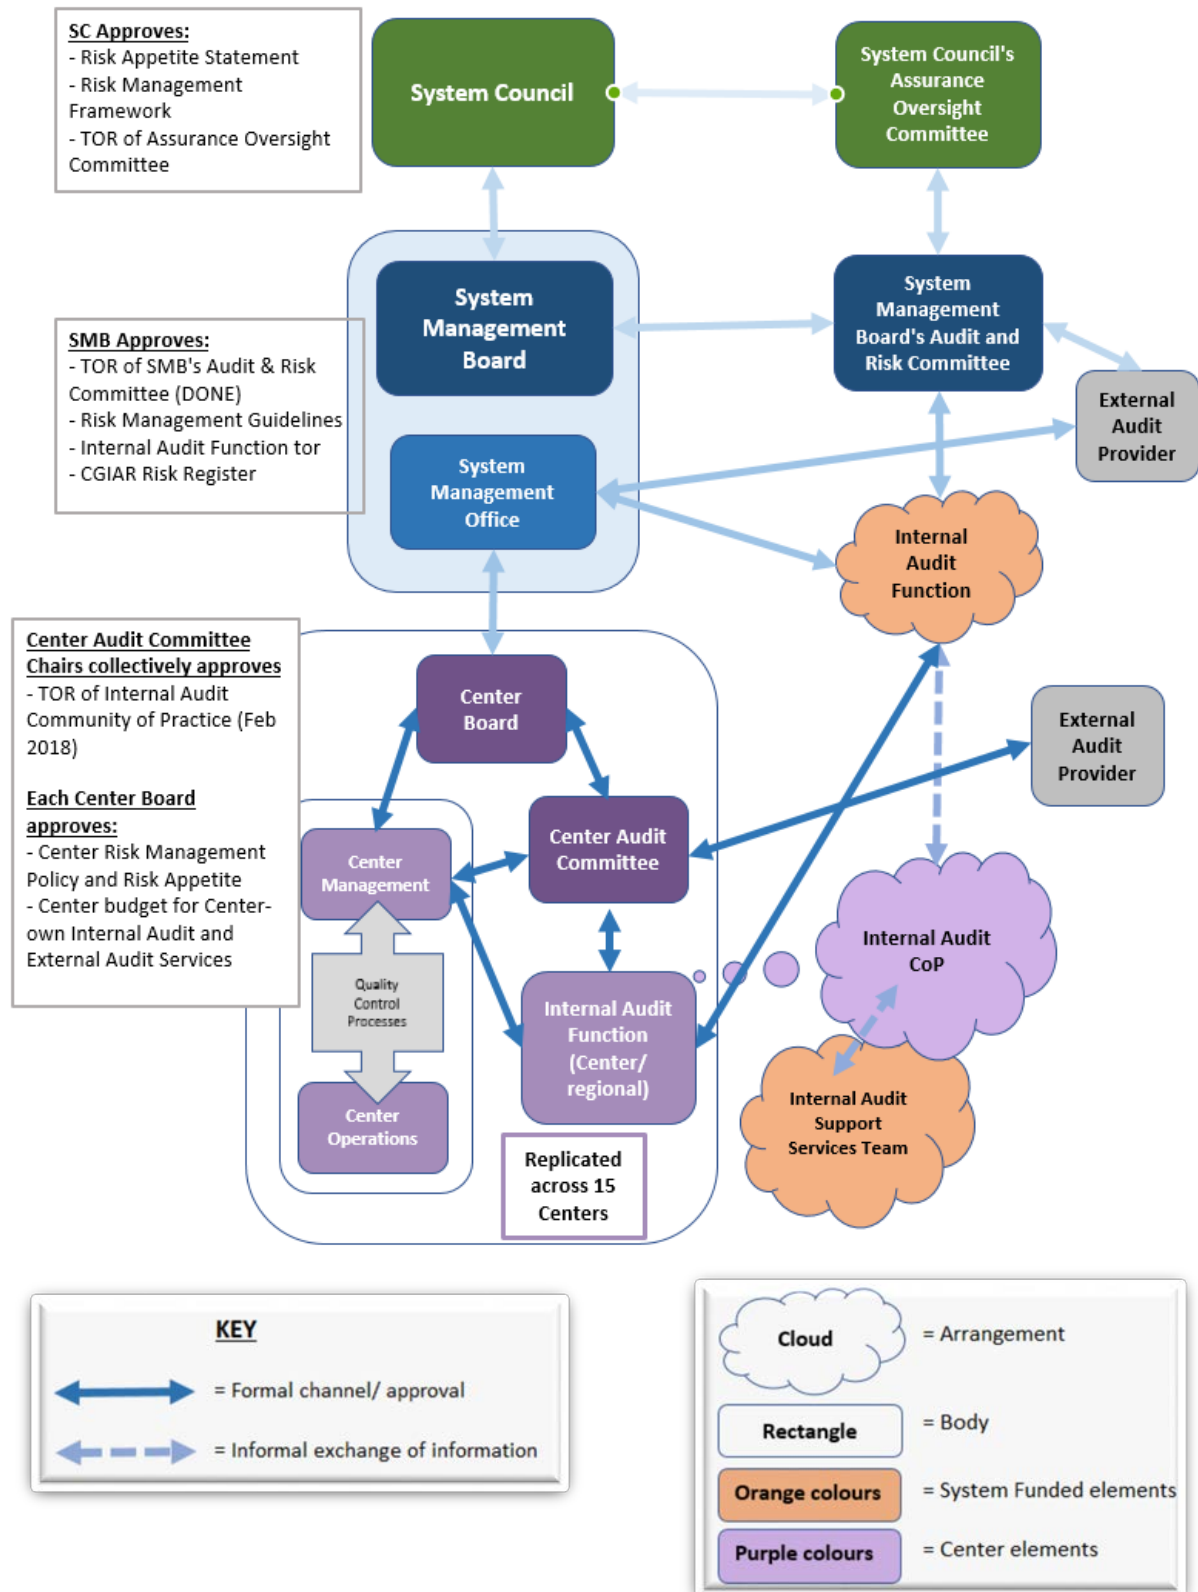 SC Approves:
- Risk Appetite Statement
- Risk Management
Framework
- TOR of Assurance Oversight
Committee
System Council
System Council's
Assurance
Oversight
Committee
System
Management
Board
System
Management
Board's Audit and
Risk Committee
SMB Approves:
- TOR of SMB's Audit & Risk
Committee (DONE)
- Risk Management Guidelines
- Internal Audit Function tor
- CGIAR Risk Register
External
Audit
Provider
System
Management
Office
Internal
Audit
Function
Center Audit Committee
Chairs collectively approves
- TOR of Internal Audit
Community of Practice (Feb
2018)
Each Center Board
approves:
- Center Risk Management
Policy and Risk Appetite
- Center budget for Center-
own Internal Audit and
External Audit Services
Center
Board
External
Audit
Provider
Center
Management
Center Audit
Committee
Quality
Control
Processes
Internal Audit
Function
(Center/
regional)
Internal Audit
CoP
Center
Operations
Internal Audit
Support
Services Team
Replicated
across 15
Centers
KEY
= Formal channel/ approval
= Informal exchange of information
Cloud
= Arrangement
Rectangle
= Body
Orange colours
= System Funded elements
Purple colours
= Center elements